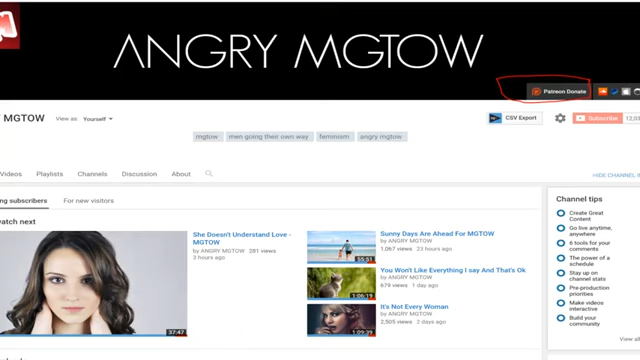 ANGRY MGTOW
Patreon Donate
MGTOW
View as: Yourself
CSV Export
Subscribe
mgtow
men going their own way
feminism
angry mgtow
Videos
Playlists
Channels
Discussion
About
ng subscribers
For new visitors
watch next
She Doesn't Understand Love - MGTOW
by ANGRY MGTOW 281 views
3 hours ago
37:47
Sunny Days Are Ahead For MGTOW
by ANGRY MGTOW
1,067 views 23 hours ago
55:51
You Won't Like Everything I say And That's Ok
by ANGRY MGTOW
679 views 1 day ago
1:06:19
It's Not Every Woman
by ANGRY MGTOW
2,505 views 2 days ago
1:09:39
HIDE CHANNEL
Channel tips
Create Great
Content
Go live anytime,
anywhere
6 tools for your
comments
The power of a
schedule
Stay up on
channel stats
Pre-production
priorities
Make videos
interactive
Build your
community
View